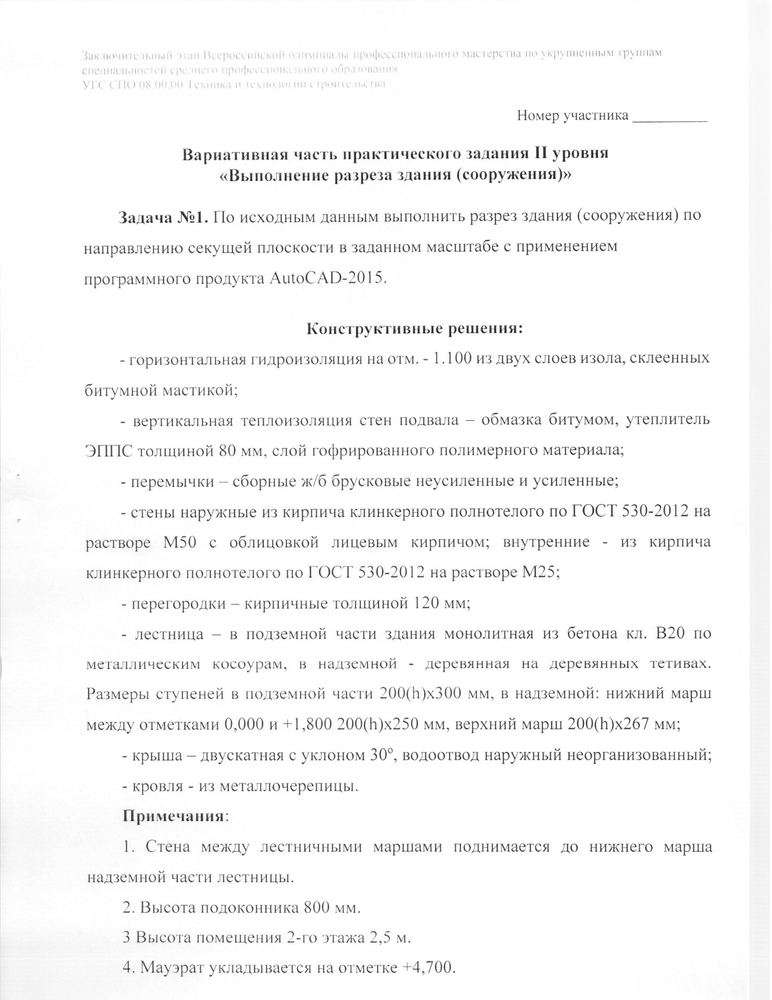 Заключительный этап Всероссийской олимпиады профессионального мастерства по укрупненным группам
специальностей среднего профессионального образования
УГС СПО 08.00.00 Техника и технологии строительства
Номер участника __________
Вариативная часть практического задания II уровня
«Выполнение разреза здания (сооружения)»
Задача №1. По исходным данным выполнить разрез здания (сооружения) по
направлению секущей плоскости в заданном масштабе с применением
программного продукта AutoCAD-2015.
Конструктивные решения:
- горизонтальная гидроизоляция на отм. - 1.100 из двух слоев изола, склеенных
битумной мастикой;
- вертикальная теплоизоляция стен подвала – обмазка битумом, утеплитель
ЭППС толщиной 80 мм, слой гофрированного полимерного материала;
- перемычки – сборные ж/б брусковые неусиленные и усиленные;
- стены наружные из кирпича клинкерного полнотелого по ГОСТ 530-2012 на
растворе М50 с облицовкой лицевым кирпичом; внутренние - из кирпича
клинкерного полнотелого по ГОСТ 530-2012 на растворе М25;
- перегородки – кирпичные толщиной 120 мм;
- лестница – в подземной части здания монолитная из бетона кл. В20 по
металлическим косоурам, в надземной - деревянная на деревянных тетивах.
Размеры ступеней в подземной части 200(h)x300 мм, в надземной: нижний марш
между отметками 0,000 и +1,800 200(h)x250 мм, верхний марш 200(h)x267 мм;
- крыша – двускатная с уклоном 30°, водоотвод наружный неорганизованный;
- кровля - из металлочерепицы.
Примечания:
1. Стена между лестничными маршами поднимается до нижнего марша
надземной части лестницы.
2. Высота подоконника 800 мм.
3 Высота помещения 2-го этажа 2,5 м.
4. Мауэрат укладывается на отметке +4,700.